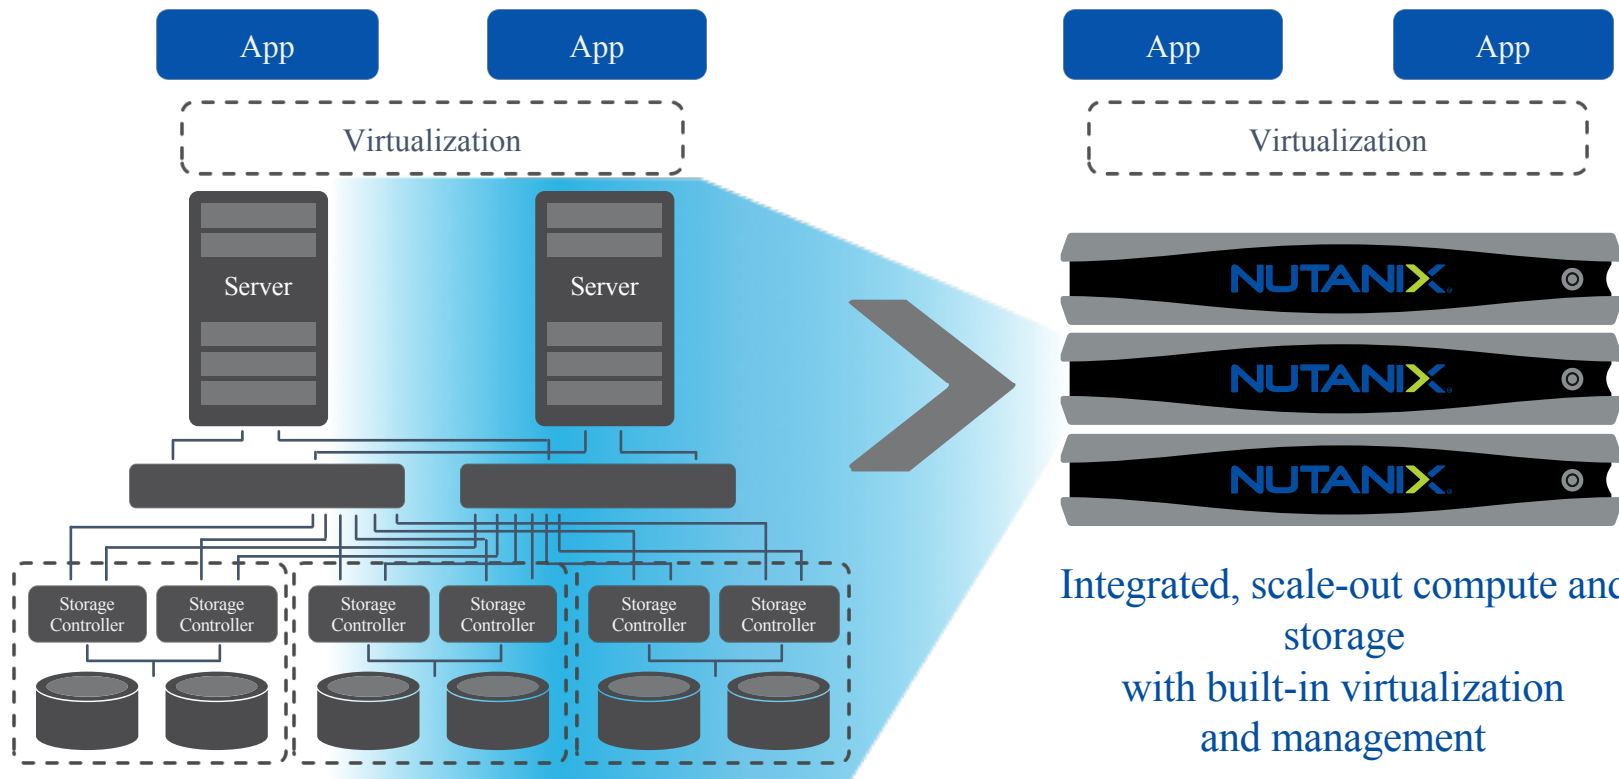 App
App
Virtualization
Server
Server
Storage
Controller
Storage
Controller
Storage
Controller
Storage
Controller
Storage
Controller
Storage
Controller
App
App
Virtualization
NUTANIX
NUTANIX
NUTANIX
Integrated, scale-out compute and
storage
with built-in virtualization
and management